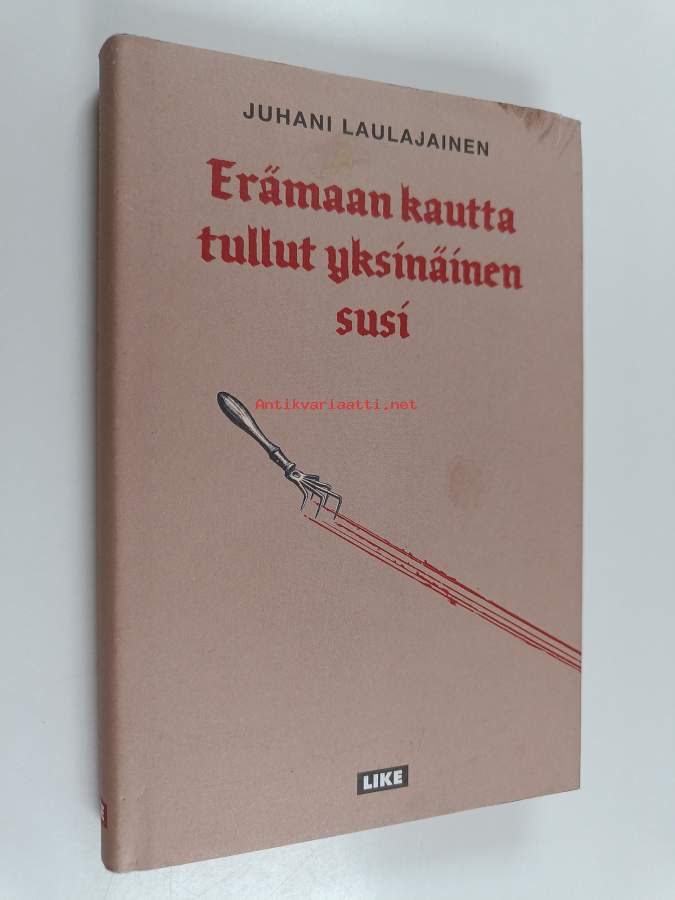 JUHANI LAULAJAINEN
Erämaan kautta
tullut yksinäinen
susi
Antikvariaatti.net
LIKE